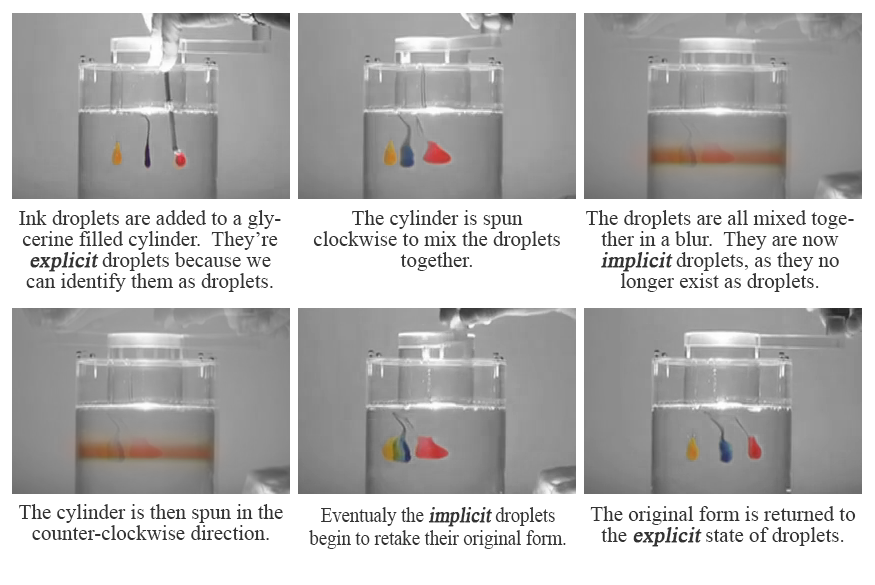 Ink droplets are added to a gly-
cerine filled cylinder. They're
explicit droplets because we
can identify them as droplets.
The cylinder is spun
clockwise to mix the droplets
together.
The droplets are all mixed toge-
ther in a blur. They are now
implicit droplets, as they no
longer exist as droplets.
The cylinder is then spun in the
counter-clockwise direction.
Eventualy the implicit droplets
begin to retake their original form.
The original form is returned to
the explicit state of droplets.